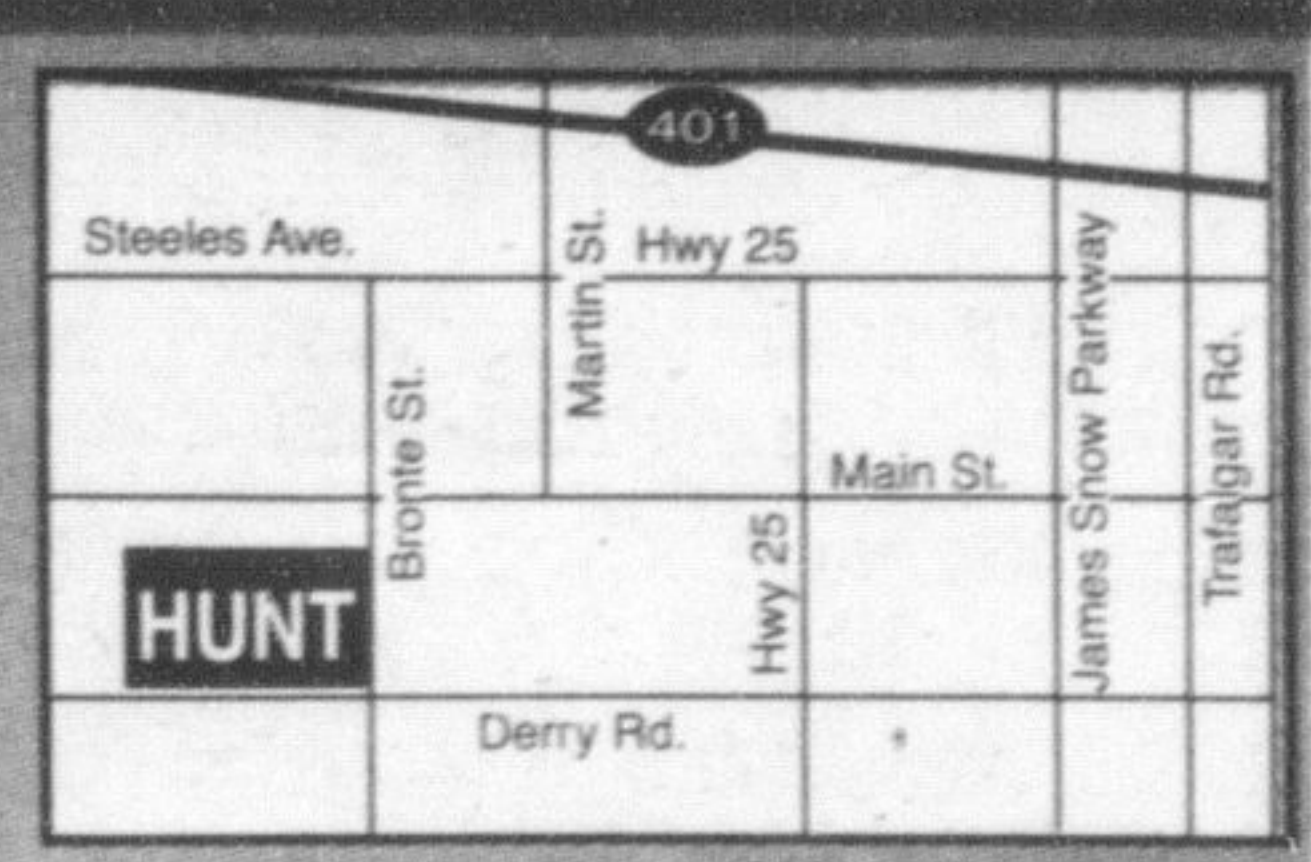 401
Steeles Ave.
Martin St.
Hwy 25
Bronte St.
Main St.
James Snow Parkway
Trafalgar Rd.
HUNT
Hwy 25
Derry Rd.